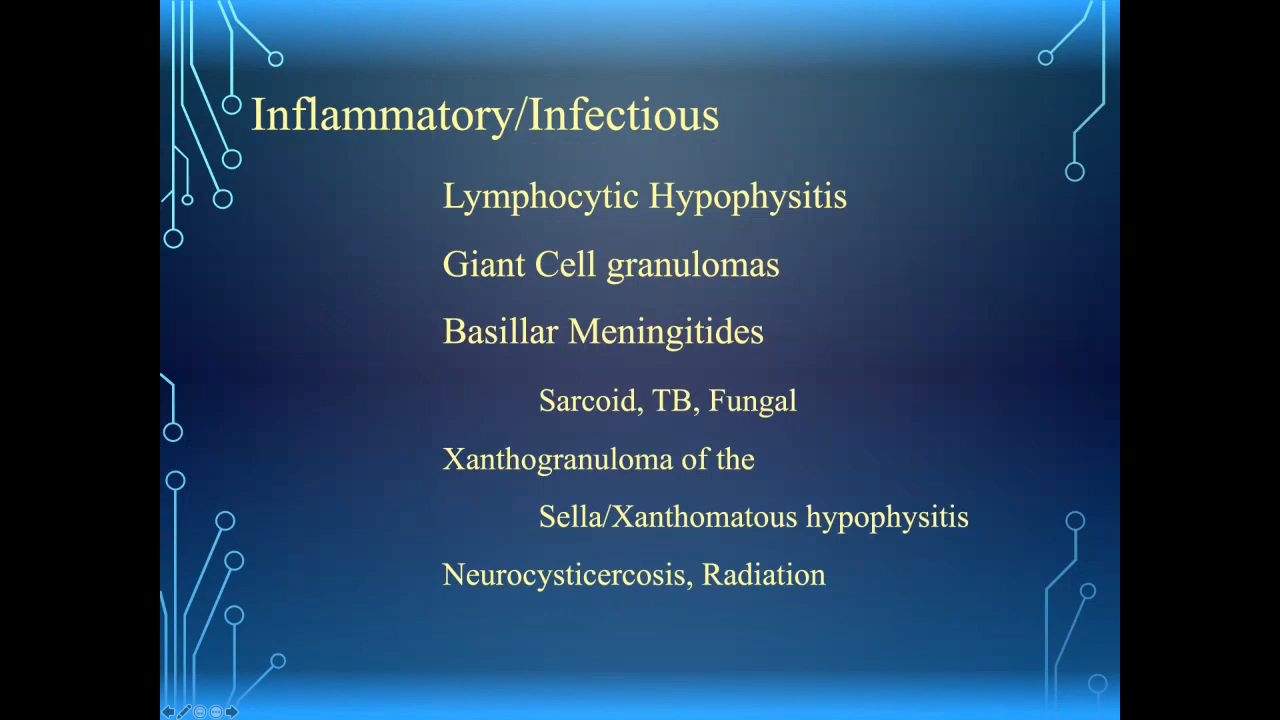 Inflammatory/Infectious
Lymphocytic Hypophysitis
Giant Cell granulomas
Basillar Meningitides
Sarcoid, TB, Fungal
Xanthogranuloma of the
Sella/Xanthomatous hypophysitis
Neurocysticercosis, Radiation